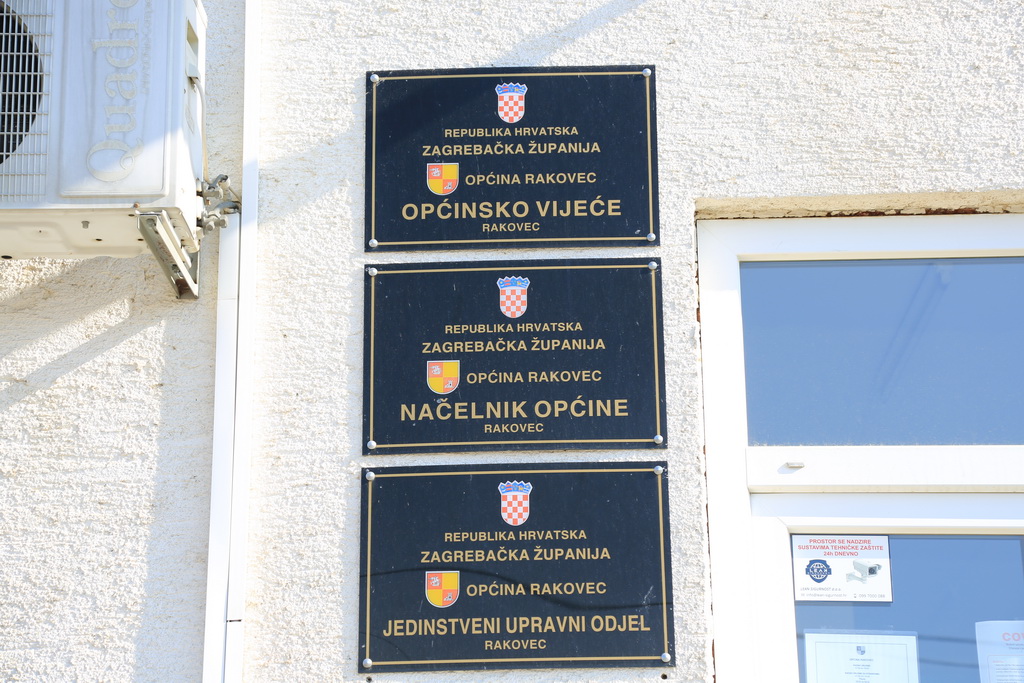 Quadro
REPUBLIKA HRVATSKA
ZAGREBAČKA ŽUPANIJA
OPĆINA RAKOVEC
OPĆINSKO VIJEĆE
RAKOVEC
REPUBLIKA HRVATSKA
ZAGREBAČKA ŽUPANIJA
OPĆINA RAKOVEC
NAČELNIK OPĆINE
RAKOVEC
REPUBLIKA HRVATSKA
ZAGREBAČKA ŽUPANIJA
OPĆINA RAKOVEC
JEDINSTVENI UPRAVNI ODJEL
RAKOVEC
PROSTOR SE NADZIRE
SUSTAVIMA TEHNIČKE ZAŠTITE
24h DNEVNO